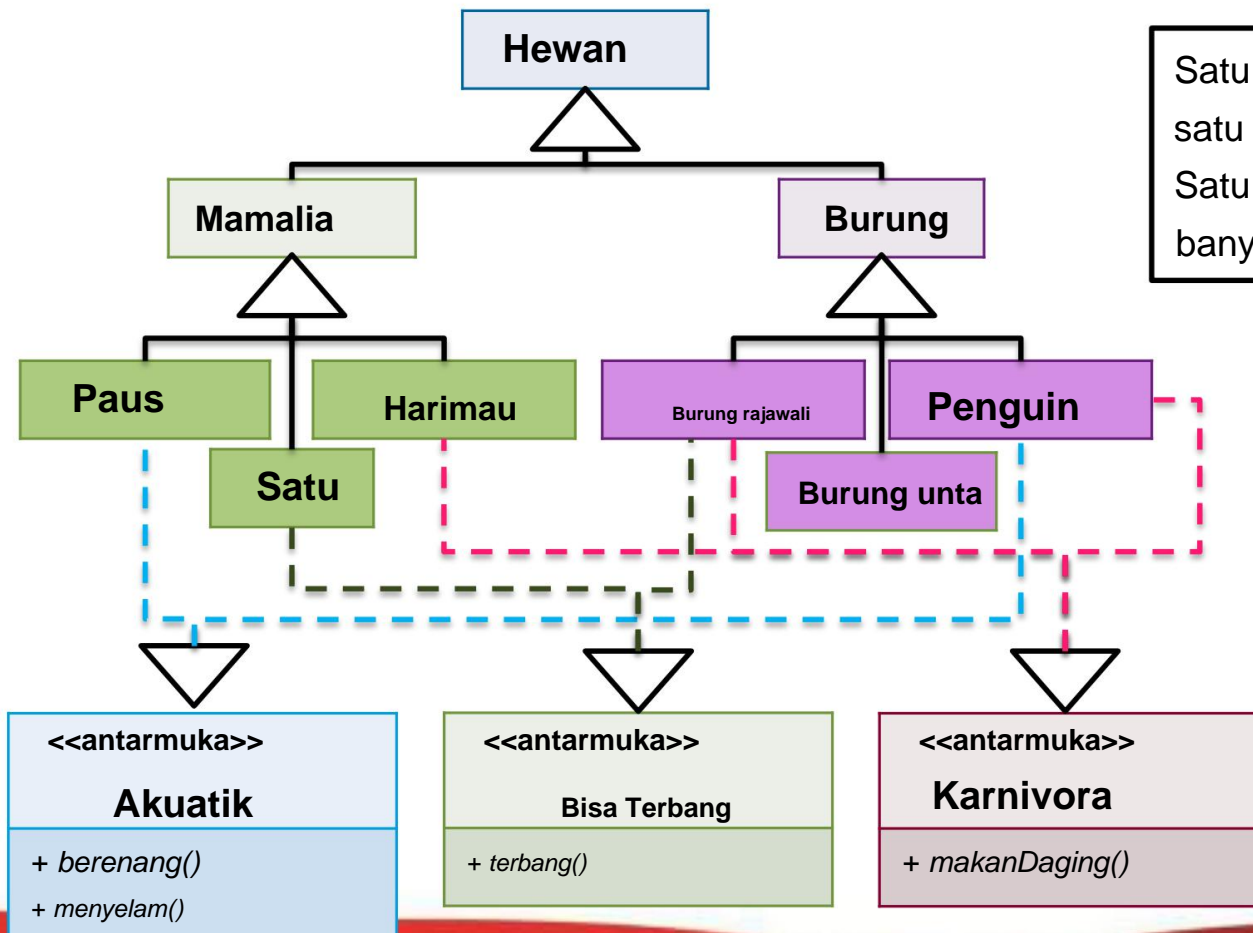 Hewan
Satu
satu
Satu
Mamalia
Burung
Paus
Harimau
Burung rajawali
Penguin
Satu
Burung unta
<<antarmuka>>
Akuatik
+ berenang()
+ menyelam()
<<antarmuka>>
Bisa Terbang
+ terbang()
<<antarmuka>>
Karnivora
+ makanDaging()